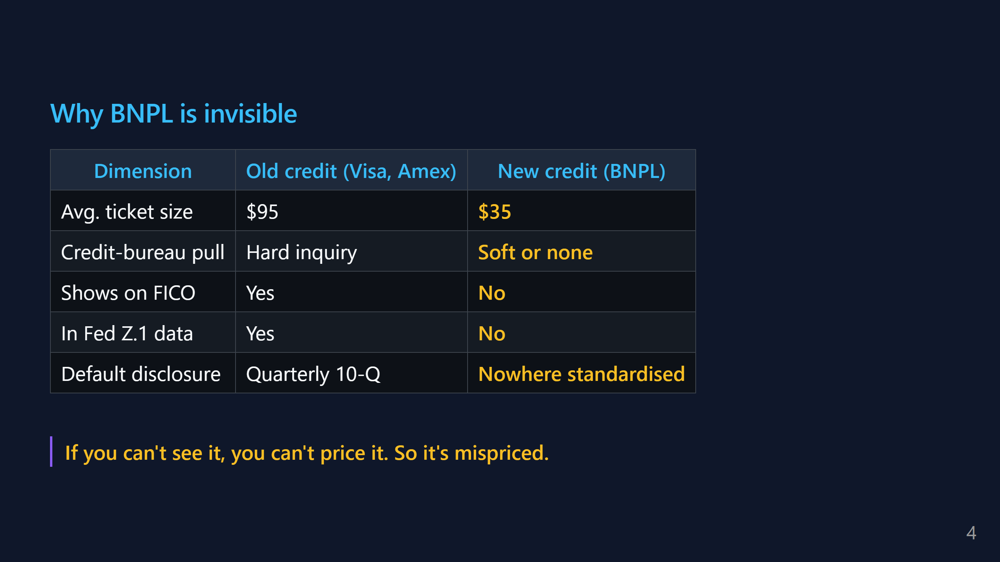 Why BNPL is invisible
Dimension Old credit (Visa, Amex) New credit (BNPL)
Avg. ticket size $95 $35
Credit-bureau pull Hard inquiry Soft or none
Shows on FICO Yes No
In Fed Z.1 data Yes No
Default disclosure Quarterly 10-Q Nowhere standardised
If you can't see it, you can't price it. So it's mispriced.
4